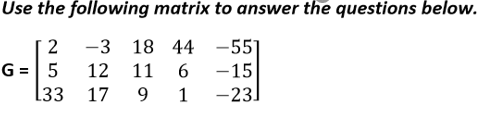 Use the following matrix to answer the questions below.
2 −3 18 44 −55
G = 5 12 11 6 −15
33 17 9 1 −23